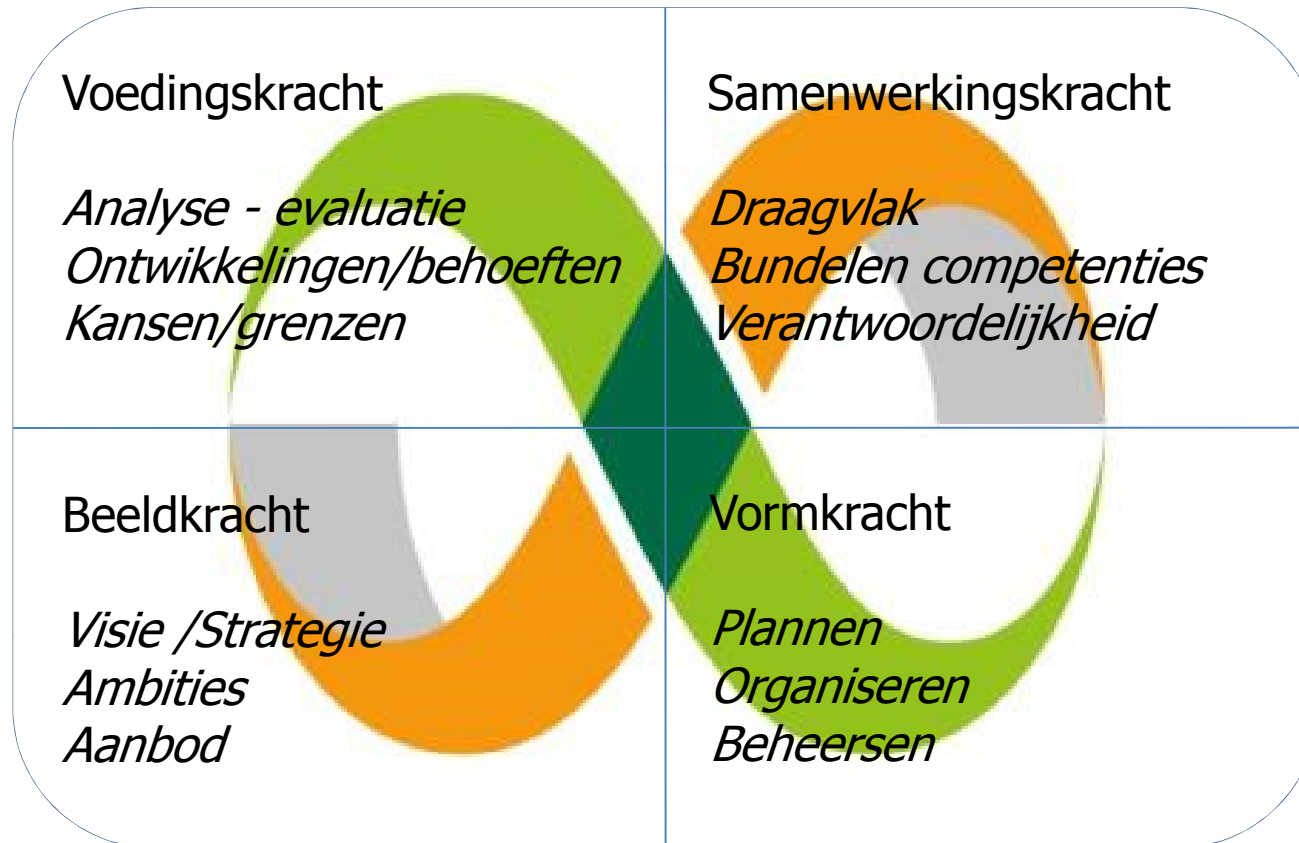 Voedingskracht
Analyse - evaluatie
Ontwikkelingen/behoeften
Kansen/grenzen
Samenwerkingskracht
Draagvlak
Bundelen competenties
Verantwoordelijkheid
Beeldkracht
Visie /Strategie
Ambities
Aanbod
Vormkracht
Plannen
Organiseren
Beheersen